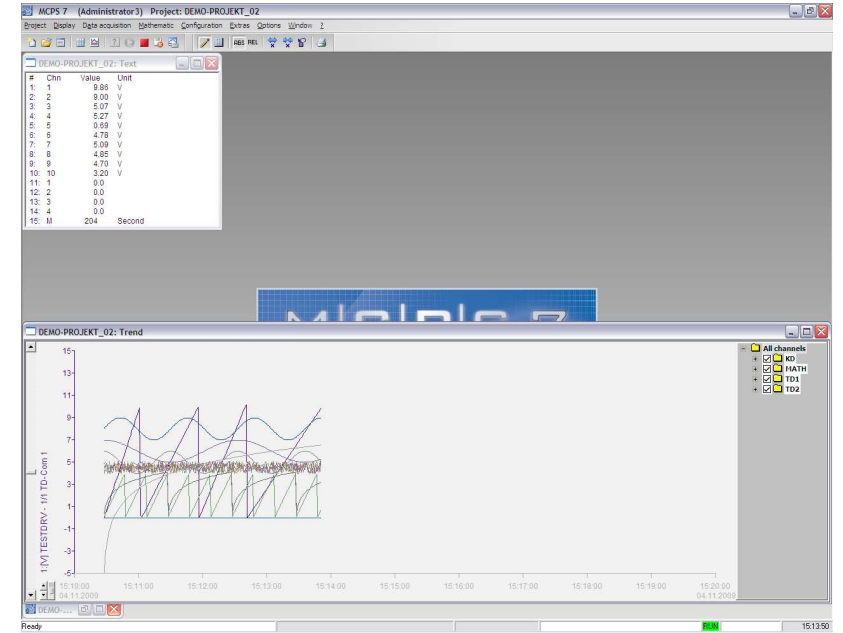 MCPS 7 (Administrator3) Project: DEMO-PROJEKT_02
Project Display Data acquisition Mathematic Configuration Extras Options Window ?
ABS REL
DEMO-PROJEKT_02: Text
# Chn Value Unit
1: 1 9.86 V
2: 2 9.00 V
3: 3 5.07 V
4: 4 5.27 V
5: 5 0.69 V
6: 6 4.78 V
7: 7 5.09 V
8: 8 4.85 V
9: 9 4.70 V
10: 10 3.20 V
11: 1 0.0
12: 2 0.0
13: 3 0.0
14: 4 0.0
15: M 204 Second
DEMO-PROJEKT_02: Trend
15
13
11
9
7
5
3
1
-1
-3
-5
1:[V] TESTDRV - 1/1 TD-Com 1
15:10:00 15:11:00 15:12:00 15:13:00 15:14:00 15:15:00 15:16:00 15:17:00 15:18:00 15:19:00 15:20:00
04.11.2009 04.11.2009
All channels
KD
MATH
TD1
TD2
DEMO-...
Ready RUN 15:13:50